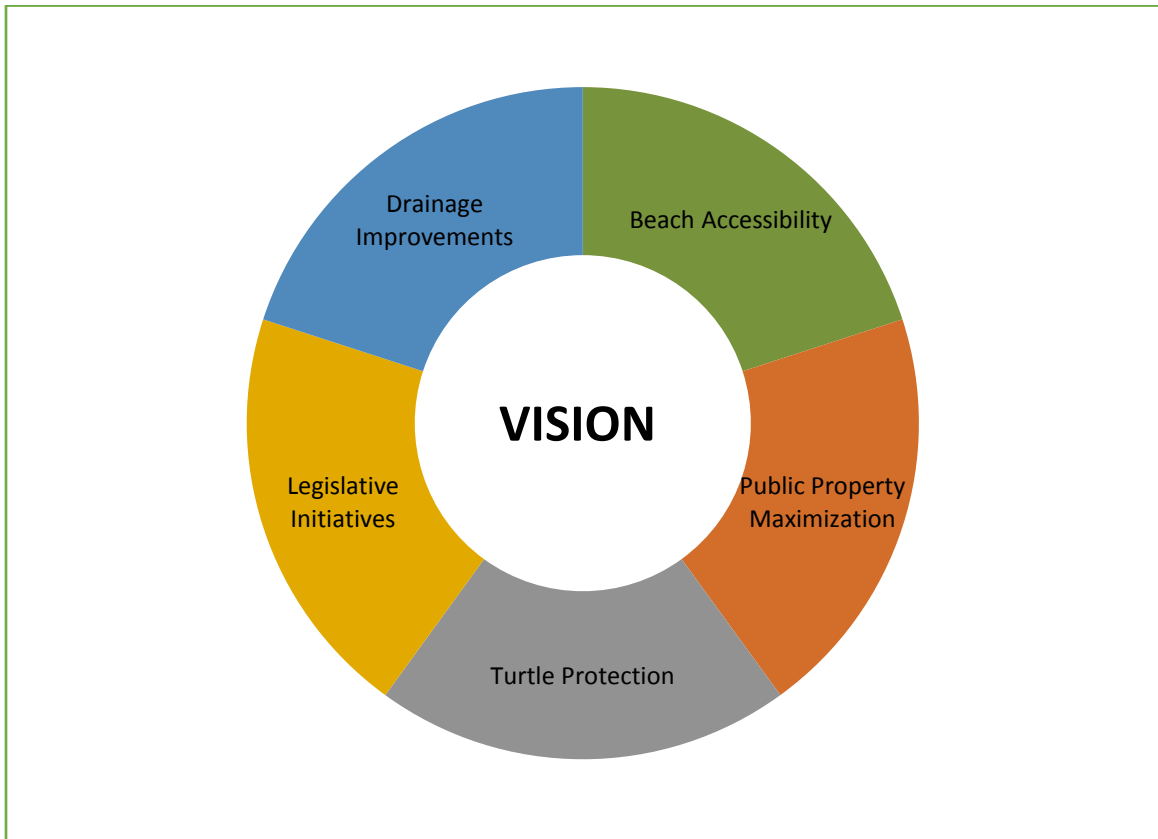 Drainage
Improvements
Beach Accessibility
VISION
Legislative
Initiatives
Public Property
Maximization
Turtle Protection